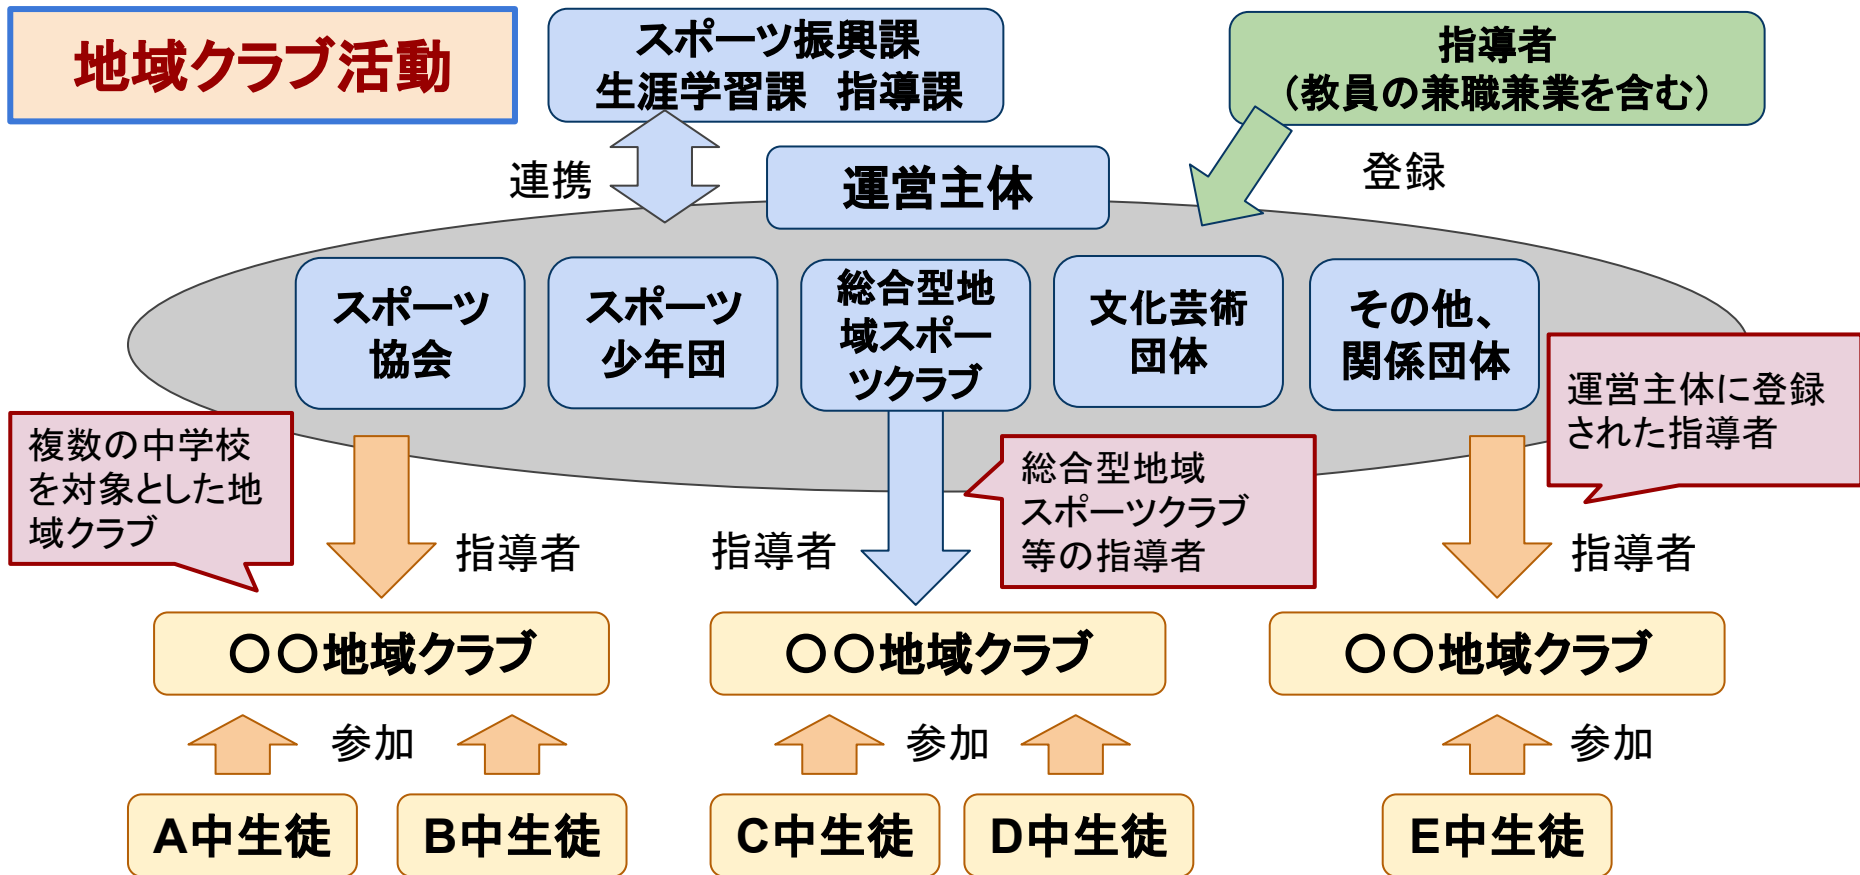 地域クラブ活動
スポーツ振興課
生涯学習課　指導課
指導者
（教員の兼職兼業を含む）
連携
運営主体
登録
スポーツ
協会
スポーツ
少年団
総合型地
域スポー
ツクラブ
文化芸術
団体
その他、
関係団体
運営主体に登録
された指導者
複数の中学校
を対象とした地
域クラブ
総合型地域
スポーツクラブ
等の指導者
指導者
指導者
指導者
〇〇地域クラブ
〇〇地域クラブ
〇〇地域クラブ
参加
参加
参加
A中生徒
B中生徒
C中生徒
D中生徒
E中生徒